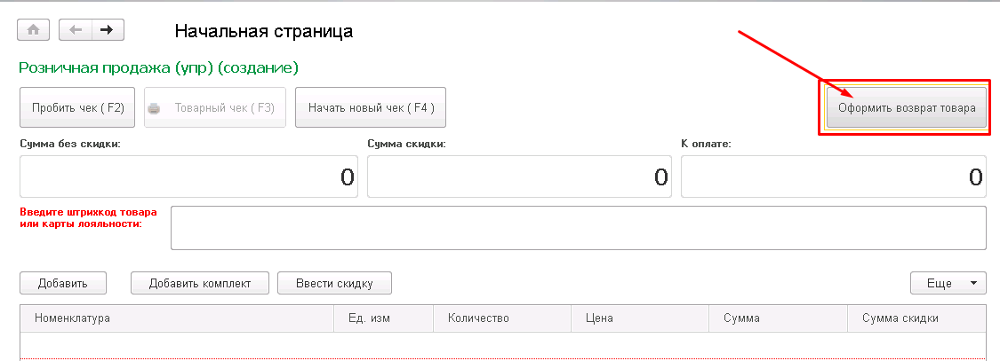 Начальная страница
Розничная продажа (упр) (создание)
Пробить чек ( F2) Товарный чек ( F3) Начать новый чек ( F4 ) Оформить возврат товара
Сумма без скидки: Сумма скидки: К оплате:
0 0 0
Введите штрихкод товара
или карты лояльности:
Добавить Добавить комплект Ввести скидку Еще
Номенклатура Ед. изм Количество Цена Сумма Сумма скидки